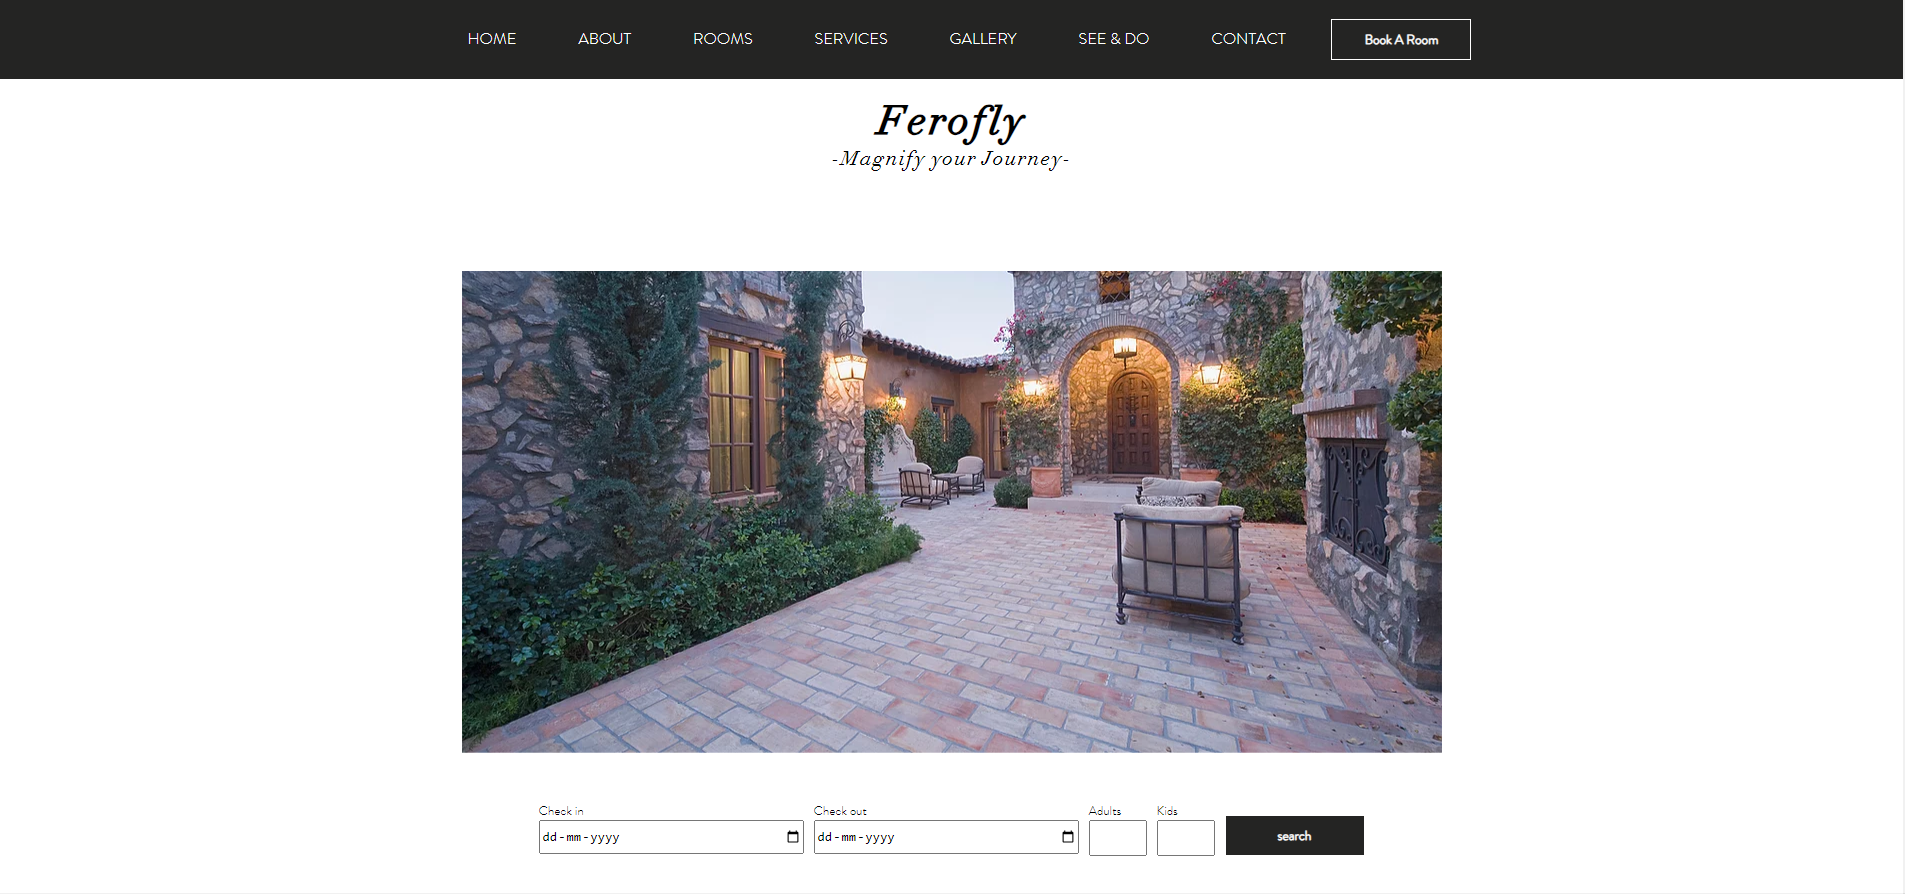 HOME ABOUT ROOMS SERVICES GALLERY SEE & DO CONTACT Book A Room
Ferofly
-Magnify your Journey-
Check in Check out Adults Kids
dd-mm-yyyy dd-mm-yyyy search